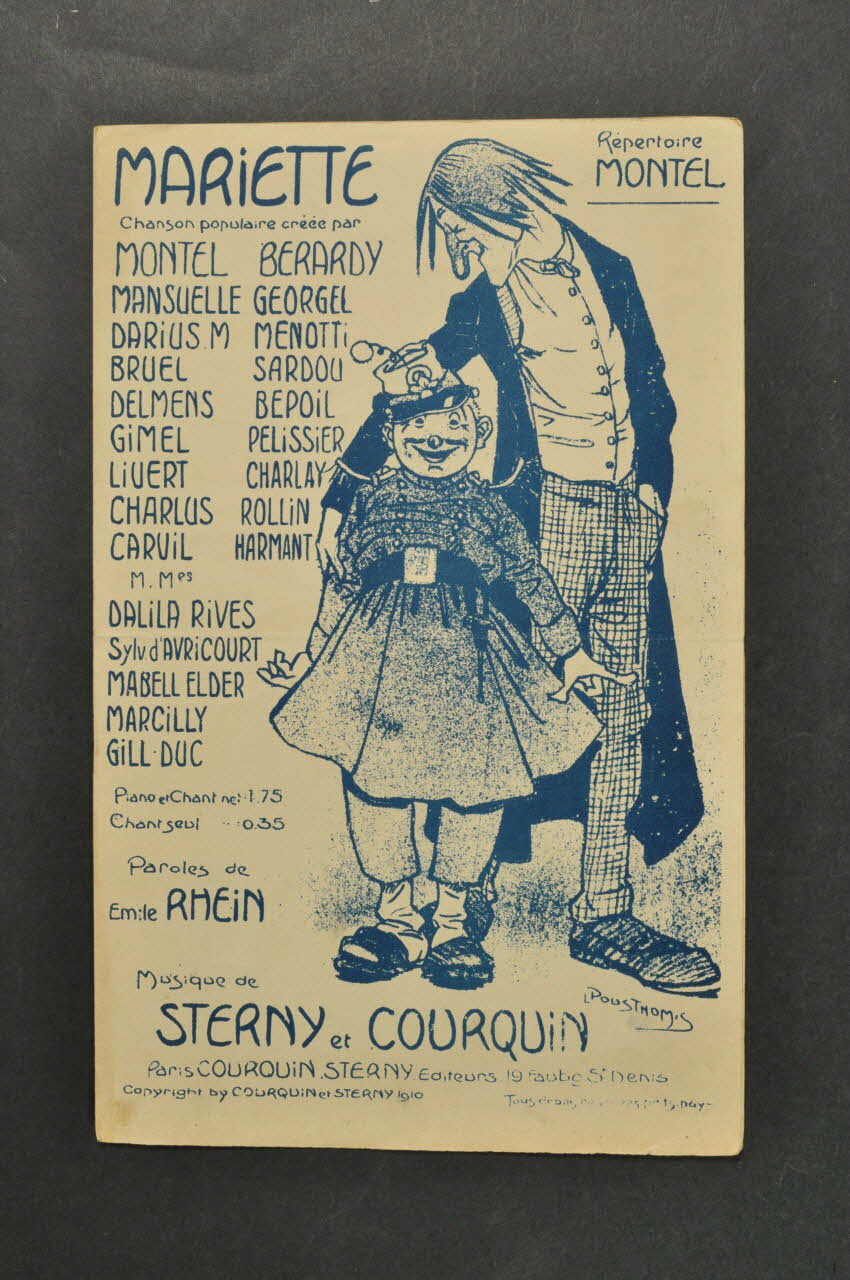 MARIETTE
Répertoire
MONTEL
Chanson populaire créée par
MONTEL BERARDY
MANSUELLE GEORGEL
DARIUS.M MENOTTI
BRUEL SARDOU
DELMENS BEPOIL
GIMEL PELISSIER
LIVERT CHARLAY
CHARLUS ROLLIN
CARVIL HARMANT
M.Mes
DALILA RIVES
Sylv d'AVRICOURT
MABELL ELDER
MARCILLY
GILL-DUC
Piano et Chant net 1.75
Chant seul 0.35
Paroles de
Emile RHEIN
Musique de
STERNY et COURQUIN
L POUSTHOMIS
Paris COURQUIN.STERNY.Editeurs.19 Faubg St Denis
Copyright by COURQUIN et STERNY 1910
Tous droits